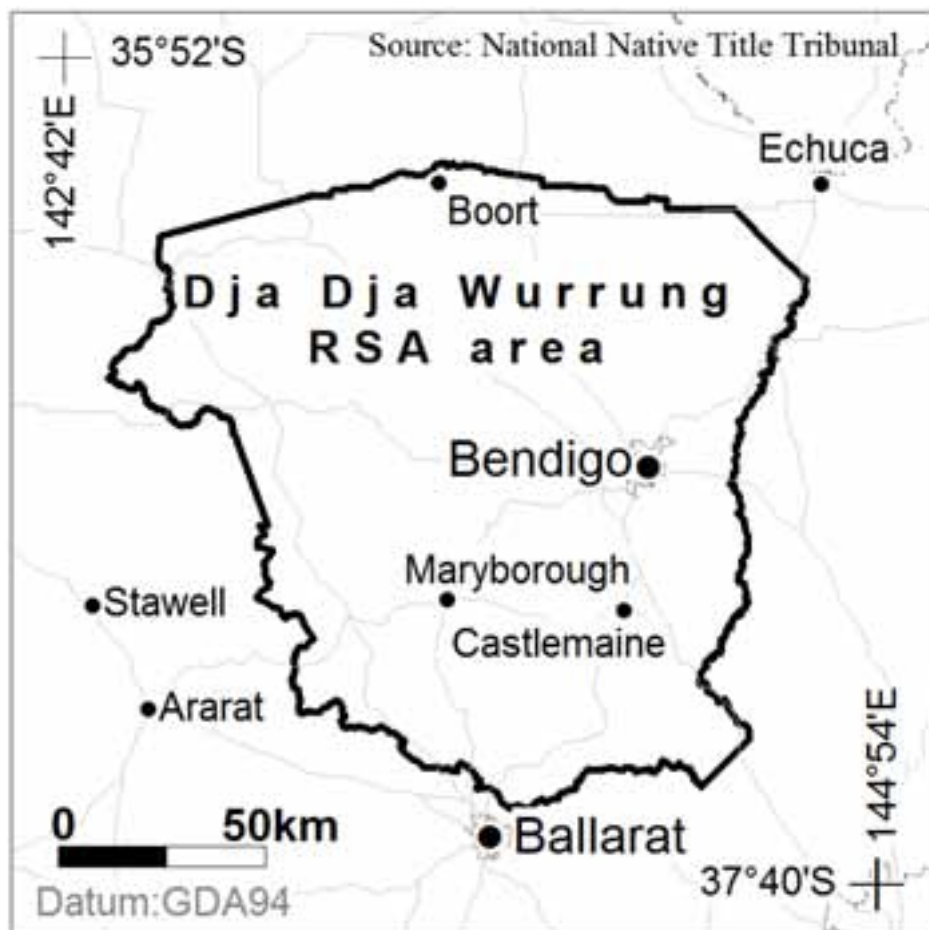 Source: National Native Title Tribunal
35°52'S
142°42'E
Echuca
Boort
Dja Dja Wurrung
RSA area
Bendigo
Maryborough
Castlemaine
Stawell
Ararat
144°54'E
0 50km
Ballarat
37°40'S
Datum:GDA94